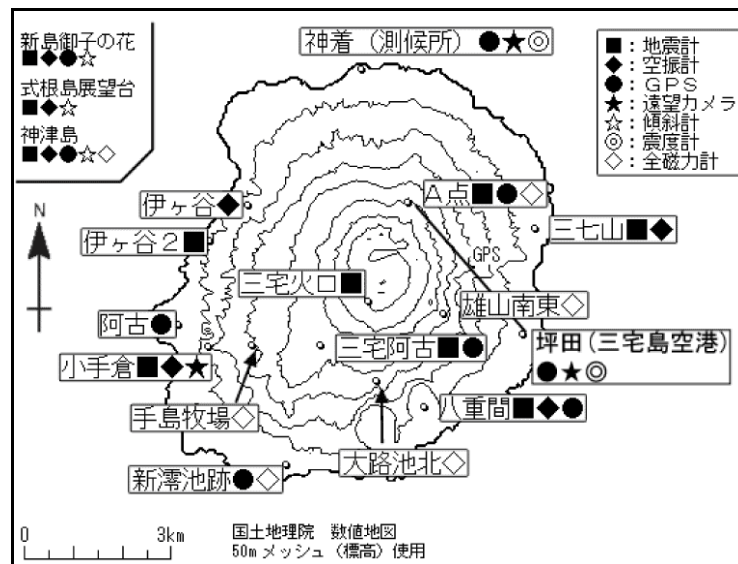 新島御子の花
■◆●☆
式根島展望台
■◆☆
神津島
■◆●☆◇
神着（測候所）●★◎
■：地震計
◆：空振計
●：ＧＰＳ
★：遠望カメラ
☆：傾斜計
◎：震度計
◇：全磁力計
N
伊ヶ谷◆
Ａ点■●◇
伊ヶ谷２■
三七山■◆
GPS
三宅火口■
雄山南東◇
阿古●
三宅阿古■●
坪田（三宅島空港）
●★◎
小手倉■◆★
手島牧場◇
八重間■◆●
大路池北◇
新澪池跡●◇
0 3km
国土地理院 数値地図
50mメッシュ（標高）使用